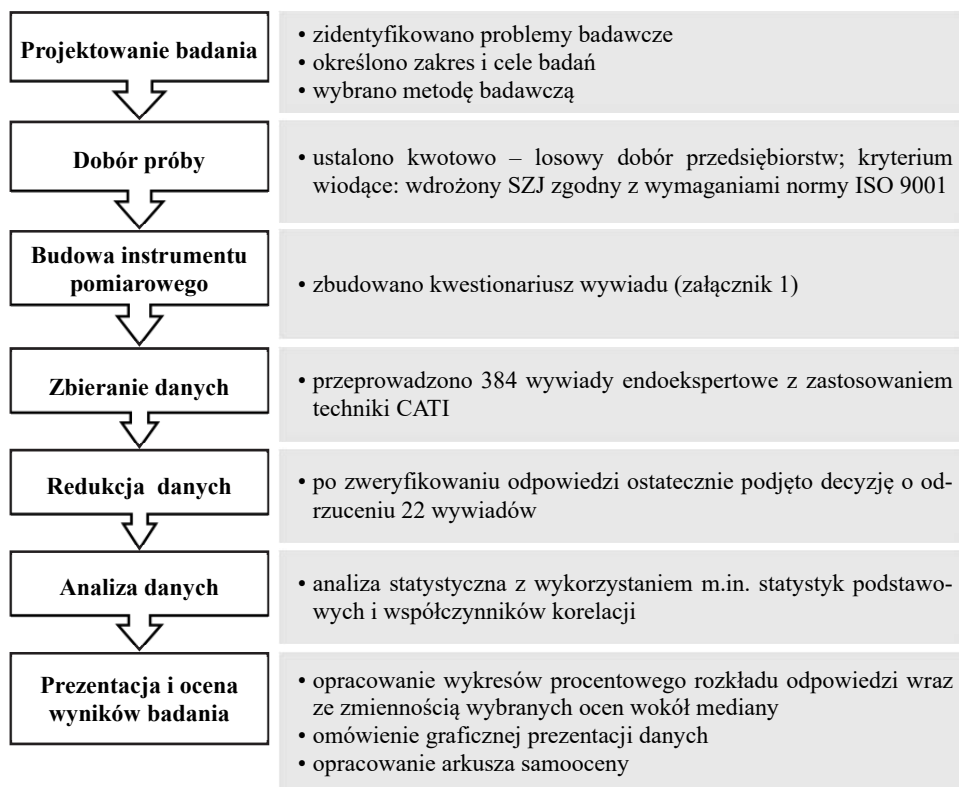 Projektowanie badania
• zidentyfikowano problemy badawcze
• określono zakres i cele badań
• wybrano metodę badawczą
Dobór próby
• ustalono kwotowo – losowy dobór przedsiębiorstw; kryterium
wiodące: wdrożony SZJ zgodny z wymaganiami normy ISO 9001
Budowa instrumentu
pomiarowego
• zbudowano kwestionariusz wywiadu (załącznik 1)
Zbieranie danych
• przeprowadzono 384 wywiady endoekspertowe z zastosowaniem
techniki CATI
Redukcja danych
• po zweryfikowaniu odpowiedzi ostatecznie podjęto decyzję o od-
rzuceniu 22 wywiadów
Analiza danych
• analiza statystyczna z wykorzystaniem m.in. statystyk podstawo-
wych i współczynników korelacji
Prezentacja i ocena
wyników badania
• opracowanie wykresów procentowego rozkładu odpowiedzi wraz
ze zmiennością wybranych ocen wokół mediany
• omówienie graficznej prezentacji danych
• opracowanie arkusza samooceny